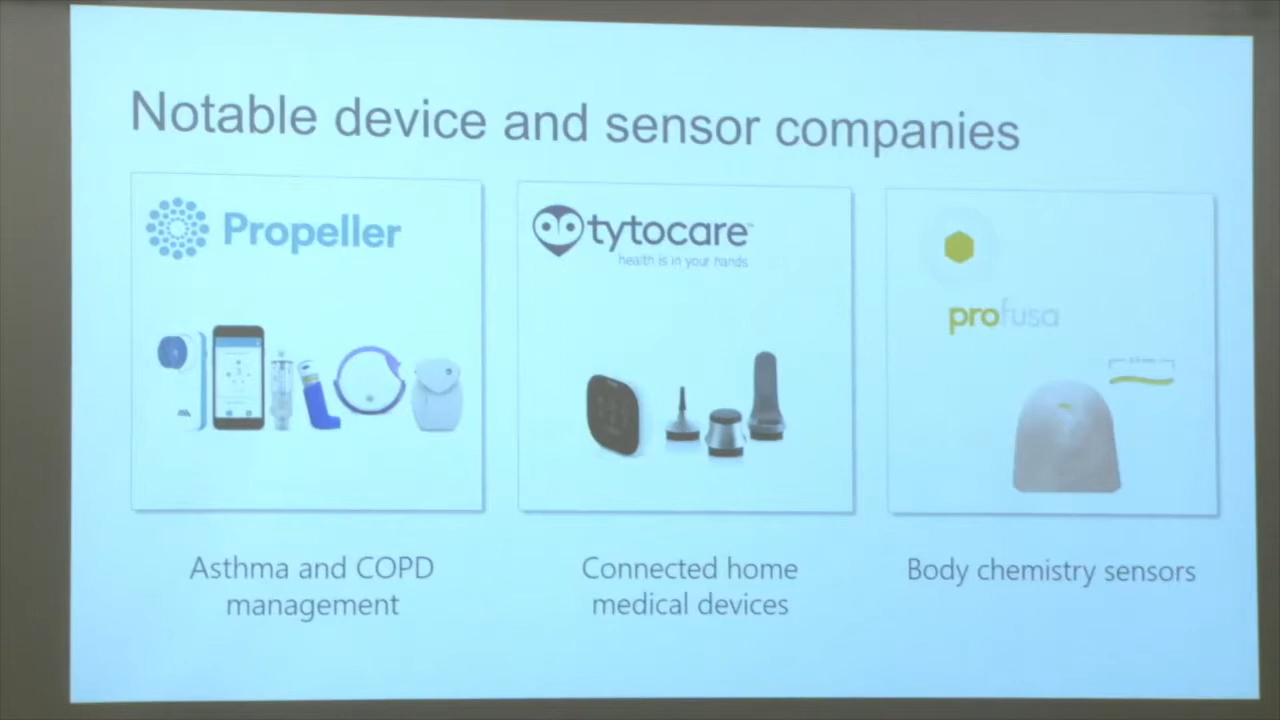 Notable device and sensor companies
Propeller
tytocare™
health is in your hands
profusa
Asthma and COPD
management
Connected home
medical devices
Body chemistry sensors